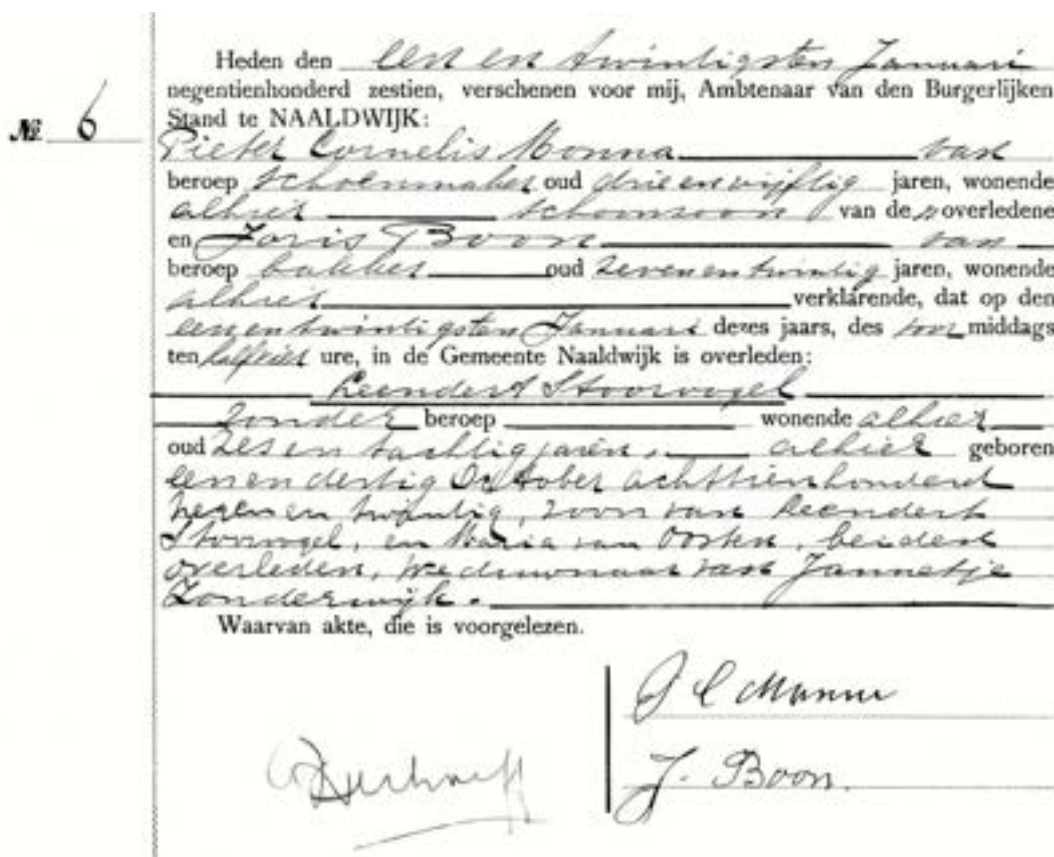 Heden den een en twintigsten Januari
negentienhonderd zestien, verschenen voor mij, Ambtenaar van den Burgerlijken
№ 6 Stand te NAALDWIJK:
Pieter Cornelis Monna van
beroep schoenmaker oud drie en vijftig jaren, wonende
alhier schoonzoon van de n overledene
en Joris Boon van
beroep bakker oud zeven en twintig jaren, wonende
alhier verklarende, dat op den
een en twintigsten Januari dezes jaars, des voor middags
ten half vier ure, in de Gemeente Naaldwijk is overleden:
Leendert Stoorvogel
zonder beroep wonende alhier
oud zes en tachtig jaren, alhier geboren
een en dertig October achttienhonderd
negen en twintig, zoon van Leendert
Stoorvogel, en Maria van Oosten, beiden
overleden, weduwnaar van Jannetje
Zonderwijk.
Waarvan akte, die is voorgelezen.
P C Monna
J. Boon.